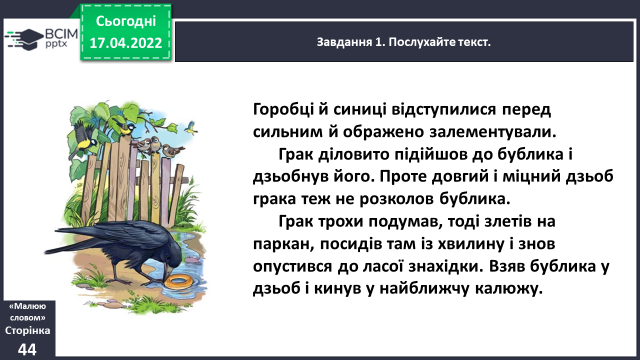 ВСІМ
pptx
Сьогодні
17.04.2022
Завдання 1. Послухайте текст.
Горобці й синиці відступилися перед
сильним й ображено залементували.
Грак діловито підійшов до бублика і
дзьобнув його. Проте довгий і міцний дзьоб
грака теж не розколов бублика.
Грак трохи подумав, тоді злетів на
паркан, посидів там із хвилину і знов
опустився до ласої знахідки. Взяв бублика у
дзьоб і кинув у найближчу калюжу.
«Малюю
словом»
Сторінка
44